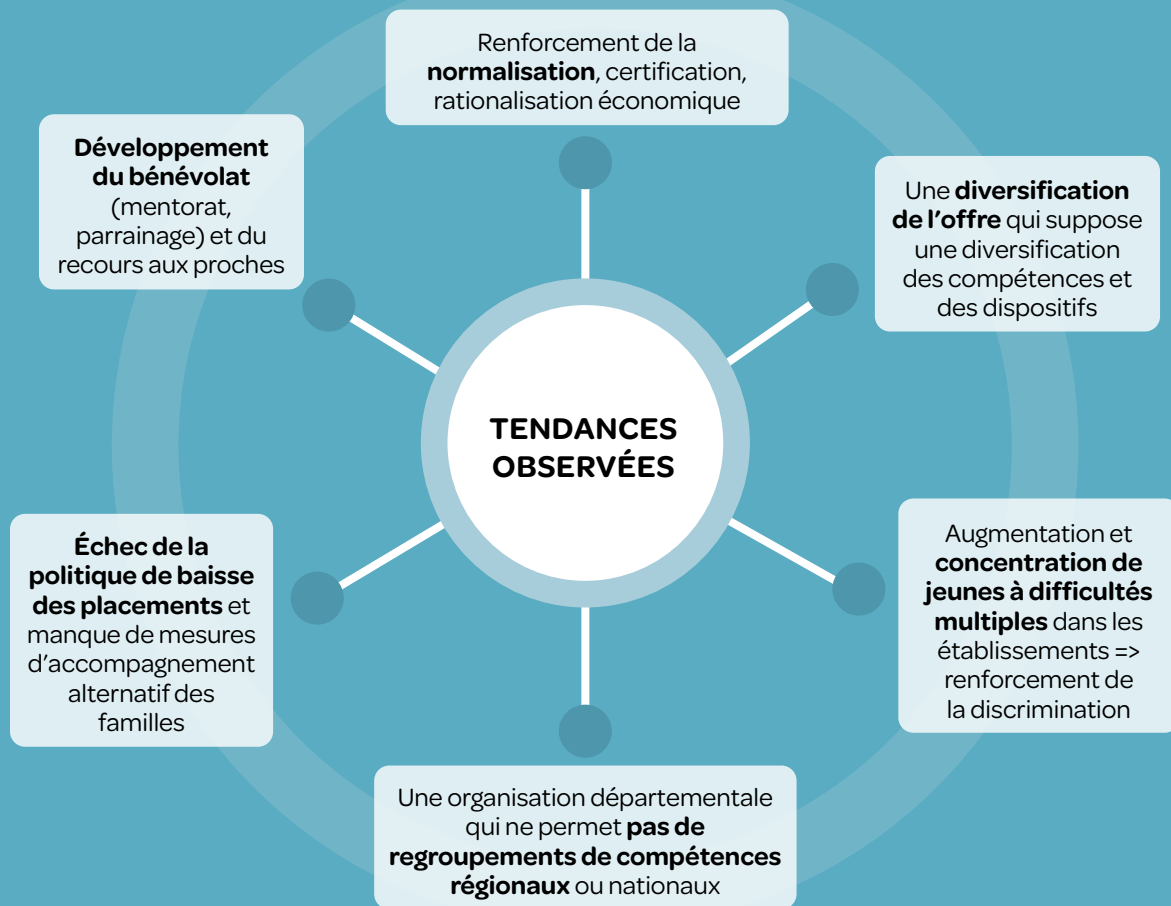 Renforcement de la
normalisation, certification,
rationalisation économique
Développement
du bénévolat
(mentorat,
parrainage) et du
recours aux proches
Une diversification
de l'offre qui suppose
une diversification
des compétences et
des dispositifs
TENDANCES
OBSERVÉES
Échec de la
politique de baisse
des placements et
manque de mesures
d'accompagnement
alternatif des
familles
Augmentation et
concentration de
jeunes à difficultés
multiples dans les
établissements =>
renforcement de
la discrimination
Une organisation départementale
qui ne permet pas de
regroupements de compétences
régionaux ou nationaux